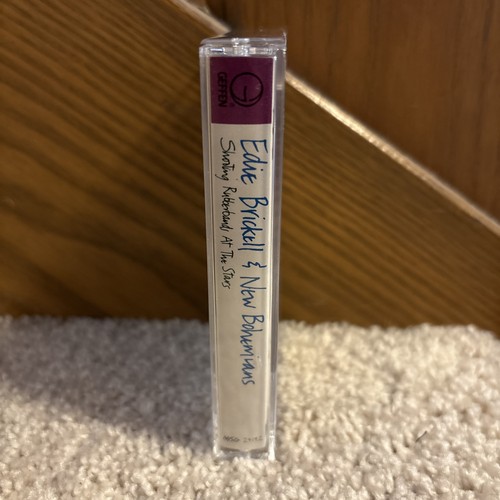 GEFFEN
Edie Brickell & New Bohemians
Shooting Rubberbands At The Stars